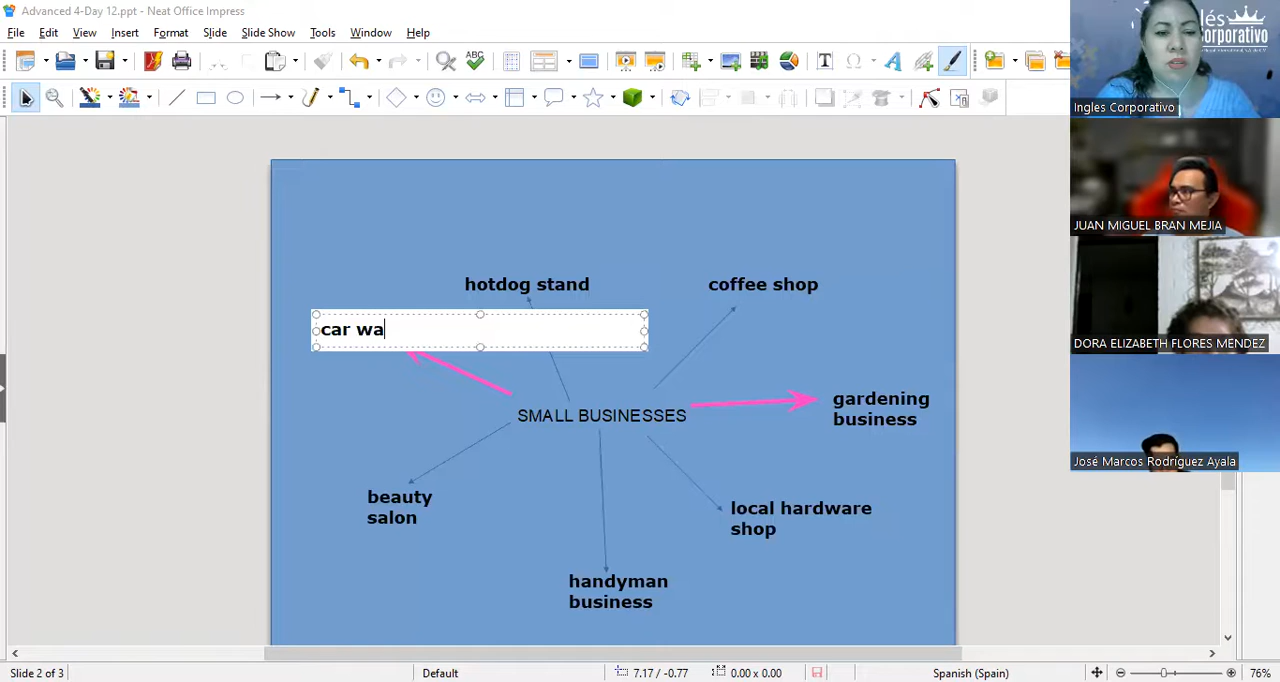 Advanced 4-Day 12.ppt - Neat Office Impress
File Edit View Insert Format Slide Slide Show Tools Window Help
ABC
T Ω A
hotdog stand
coffee shop
car wa
SMALL BUSINESSES
gardening
business
beauty
salon
local hardware
shop
handyman
business
Slide 2 of 3
Default
7.17 / -0.77
0.00 x 0.00
Spanish (Spain)
76%
Corporativo
Ingles Corporativo
JUAN MIGUEL BRAN MEJIA
DORA ELIZABETH FLORES MENDEZ
José Marcos Rodríguez Ayala